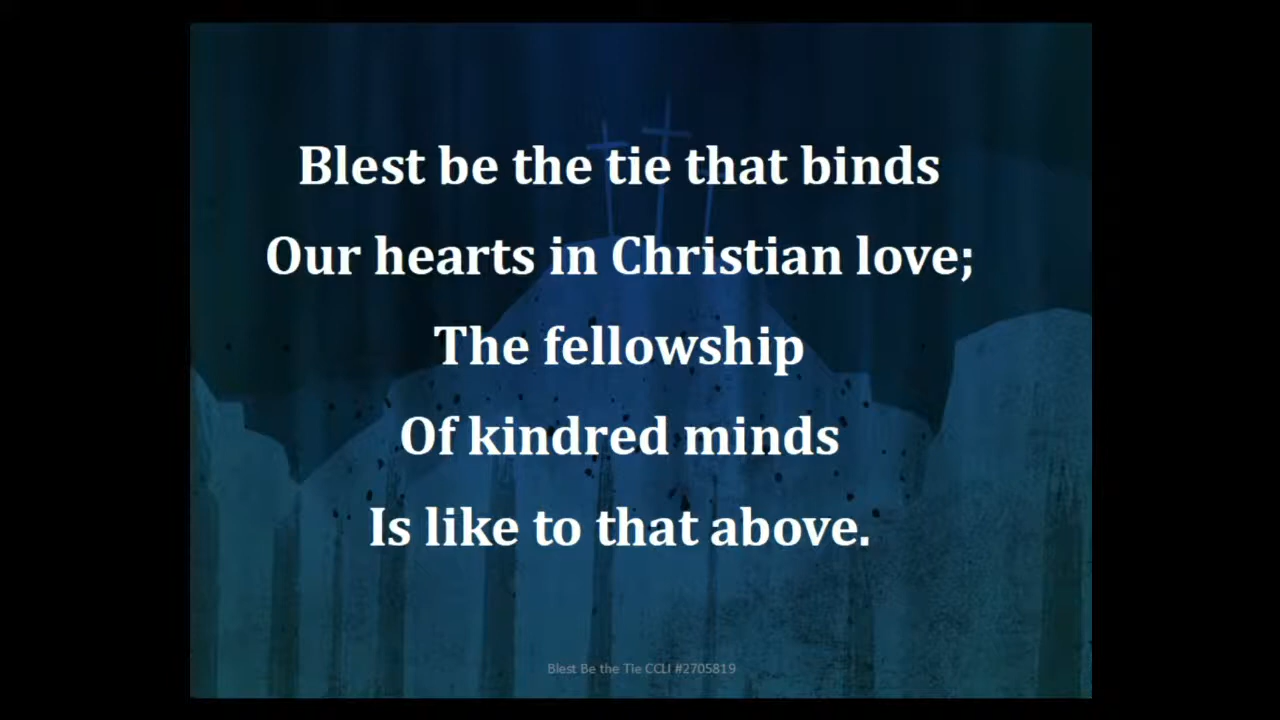 Blest be the tie that binds
Our hearts in Christian love;
The fellowship
Of kindred minds
Is like to that above.
Blest Be the Tie CCLI #2705819